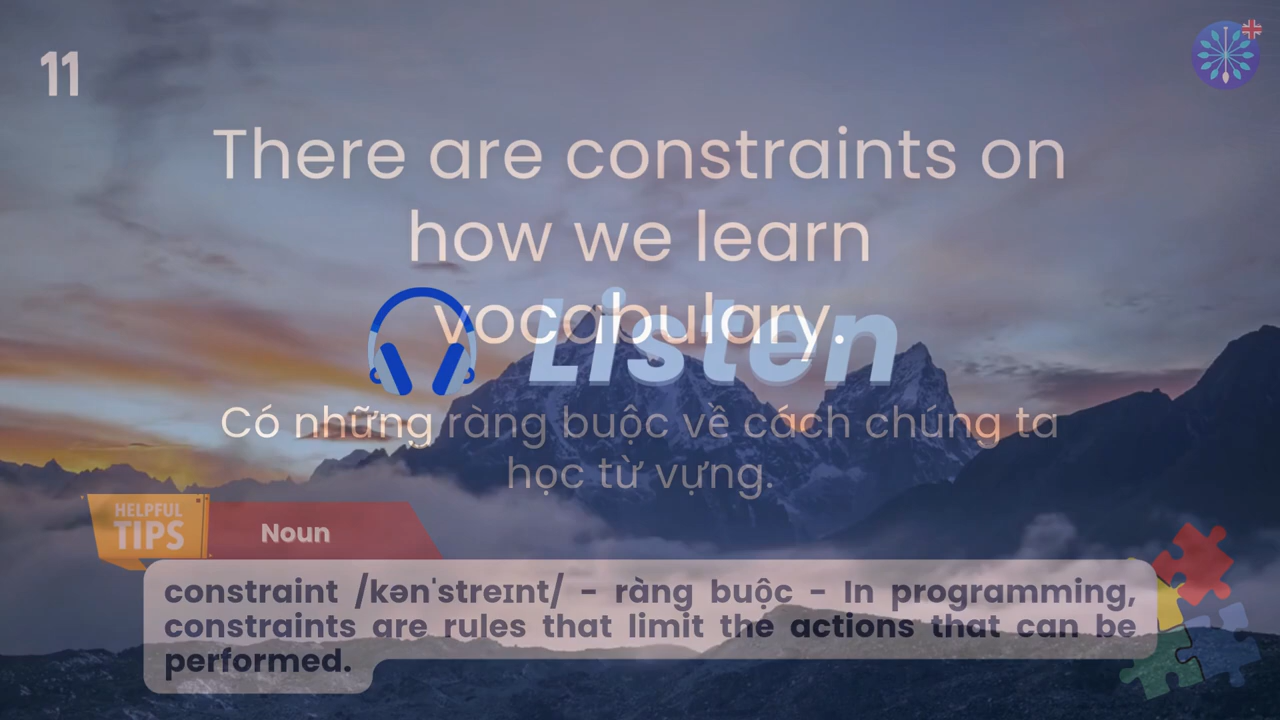 11
There are constraints on
how we learn
vocabulary.
Listen
Có những ràng buộc về cách chúng ta
học từ vựng.
HELPFUL
TIPS
Noun
constraint /kən'streɪnt/ - ràng buộc - In programming,
constraints are rules that limit the actions that can be
performed.